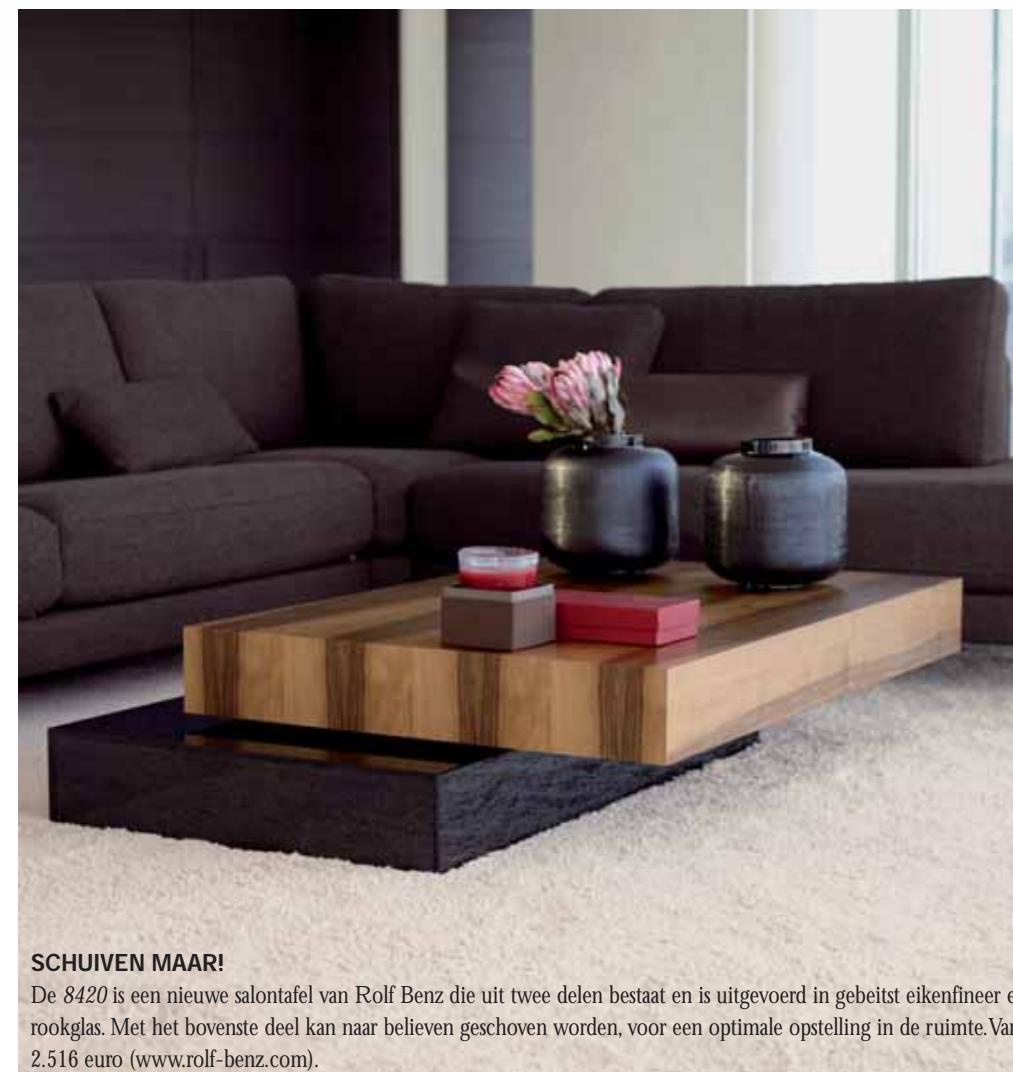 SCHUIVEN MAAR!
De 8420 is een nieuwe salontafel van Rolf Benz die uit twee delen bestaat en is uitgevoerd in gebeitst eikenfineer
rookglas. Met het bovenste deel kan naar believen geschoven worden, voor een optimale opstelling in de ruimte.
2.516 euro (www.rolf-benz.com).